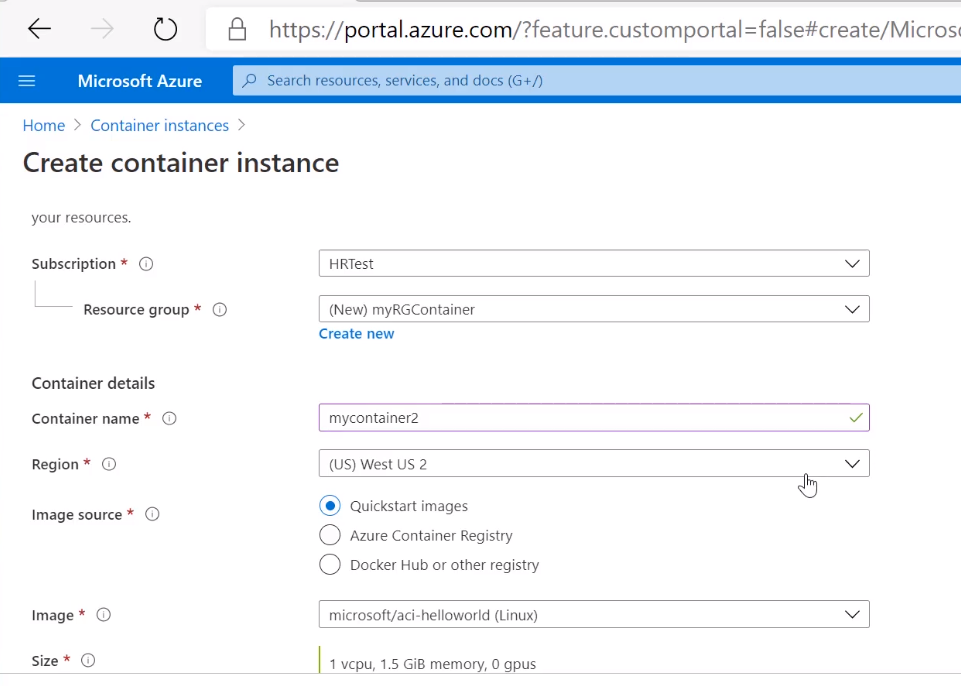 https://portal.azure.com/?feature.customportal=false#create/Microso
Microsoft Azure
Search resources, services, and docs (G+/)
Home > Container instances >
Create container instance
your resources.
Subscription *
HRTest
Resource group *
(New) myRGContainer
Create new
Container details
Container name *
mycontainer2
Region *
(US) West US 2
Image source *
Quickstart images
Azure Container Registry
Docker Hub or other registry
Image *
microsoft/aci-helloworld (Linux)
Size *
1 vcpu, 1.5 GiB memory, 0 gpus